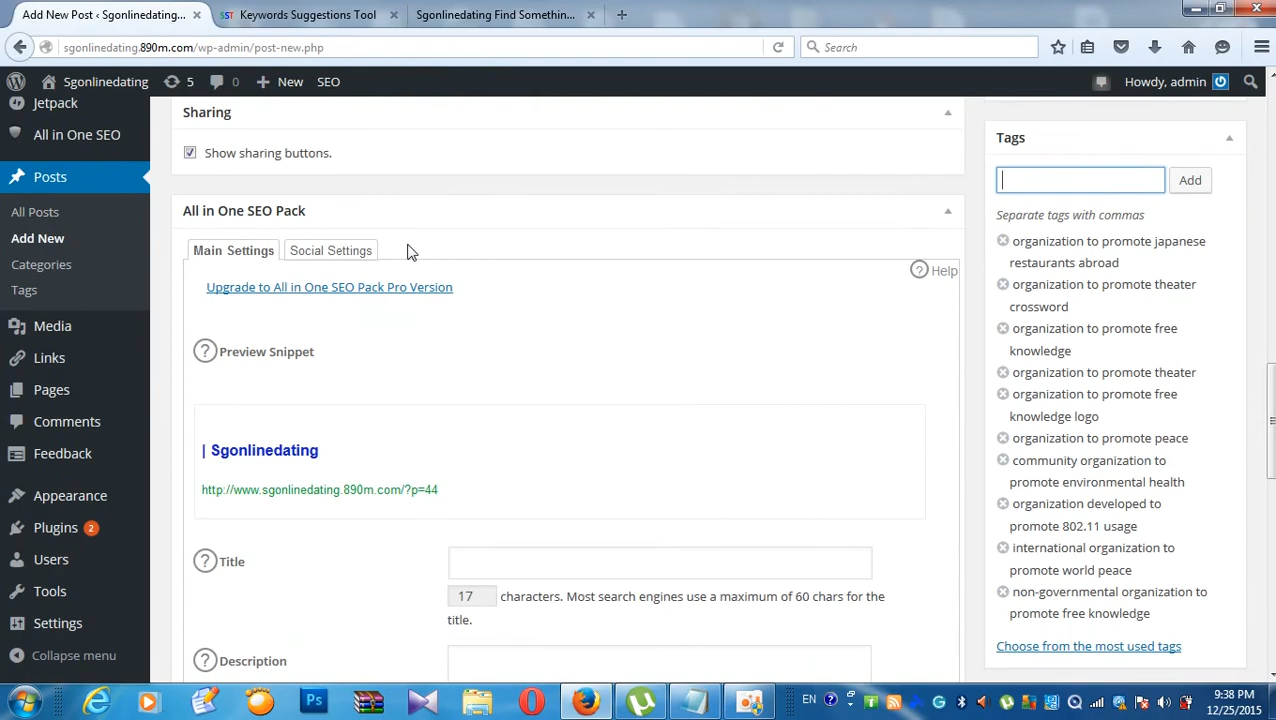 Add New Post ‹ Sgonlinedating...
Keywords Suggestions Tool
Sgonlinedating Find Somethin...
sgonlinedating.890m.com/wp-admin/post-new.php
Search
Sgonlinedating
5
0
New
SEO
Howdy, admin
Jetpack
All in One SEO
Posts
All Posts
Add New
Categories
Tags
Media
Links
Pages
Comments
Feedback
Appearance
Plugins 2
Users
Tools
Settings
Collapse menu
Sharing
Show sharing buttons.
All in One SEO Pack
Main Settings
Social Settings
Help
Upgrade to All in One SEO Pack Pro Version
Preview Snippet
| Sgonlinedating
http://www.sgonlinedating.890m.com/?p=44
Title
17 characters. Most search engines use a maximum of 60 chars for the
title.
Description
Tags
Add
Separate tags with commas
organization to promote japanese
restaurants abroad
organization to promote theater
crossword
organization to promote free
knowledge
organization to promote theater
organization to promote free
knowledge logo
organization to promote peace
community organization to
promote environmental health
organization developed to
promote 802.11 usage
international organization to
promote world peace
non-governmental organization to
promote free knowledge
Choose from the most used tags
EN
9:38 PM
12/25/2015